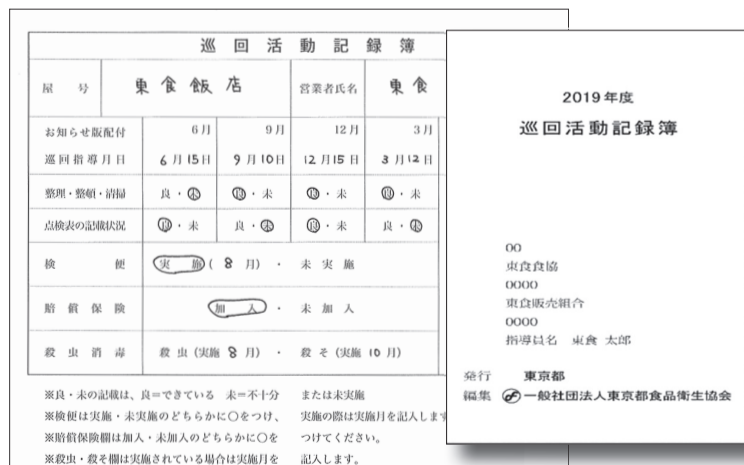 巡回活動記録簿
屋号 東食飯店 営業者氏名 東食
お知らせ版配付 6月 9月 12月 3月
巡回指導月日 6月15日 9月10日 12月15日 3月12日
整理・整頓・清掃 良・未 良・未 良・未 良・未
点検表の記載状況 良・未 良・未 良・未 良・未
検便 実施(8月)・未実施
賠償保険 加入・未加入
殺虫消毒 殺虫(実施8月)・殺そ(実施10月)
※良・未の記載は、良=できている 未=不十分 または未実施
※検便は実施・未実施のどちらかに○をつけ、 実施の際は実施月を記入します
※賠償保険欄は加入・未加入のどちらかに○を つけてください。
※殺虫・殺そ欄は実施されている場合は実施月を 記入します。
2019年度
巡回活動記録簿
00
東食食協
0000
東食販売組合
0000
指導員名 東食 太郎
発行 東京都
編集 一般社団法人東京都食品衛生協会